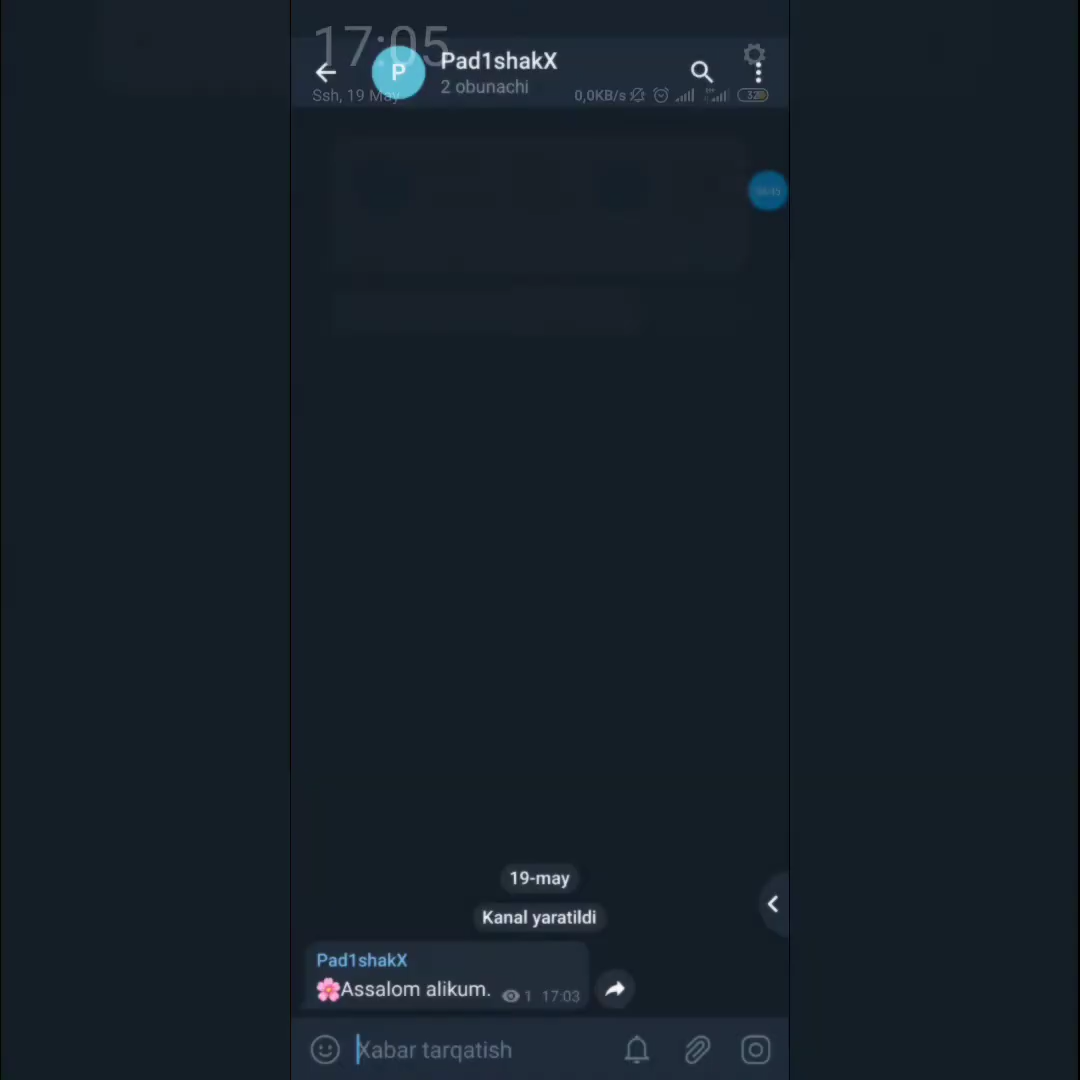 17:05
Pad1shakX
P
2 obunachi
Ssh, 19 May
0,0KB/s
32
19-may
Kanal yaratildi
Pad1shakX
🌸Assalom alikum.
1 17:03
Xabar tarqatish